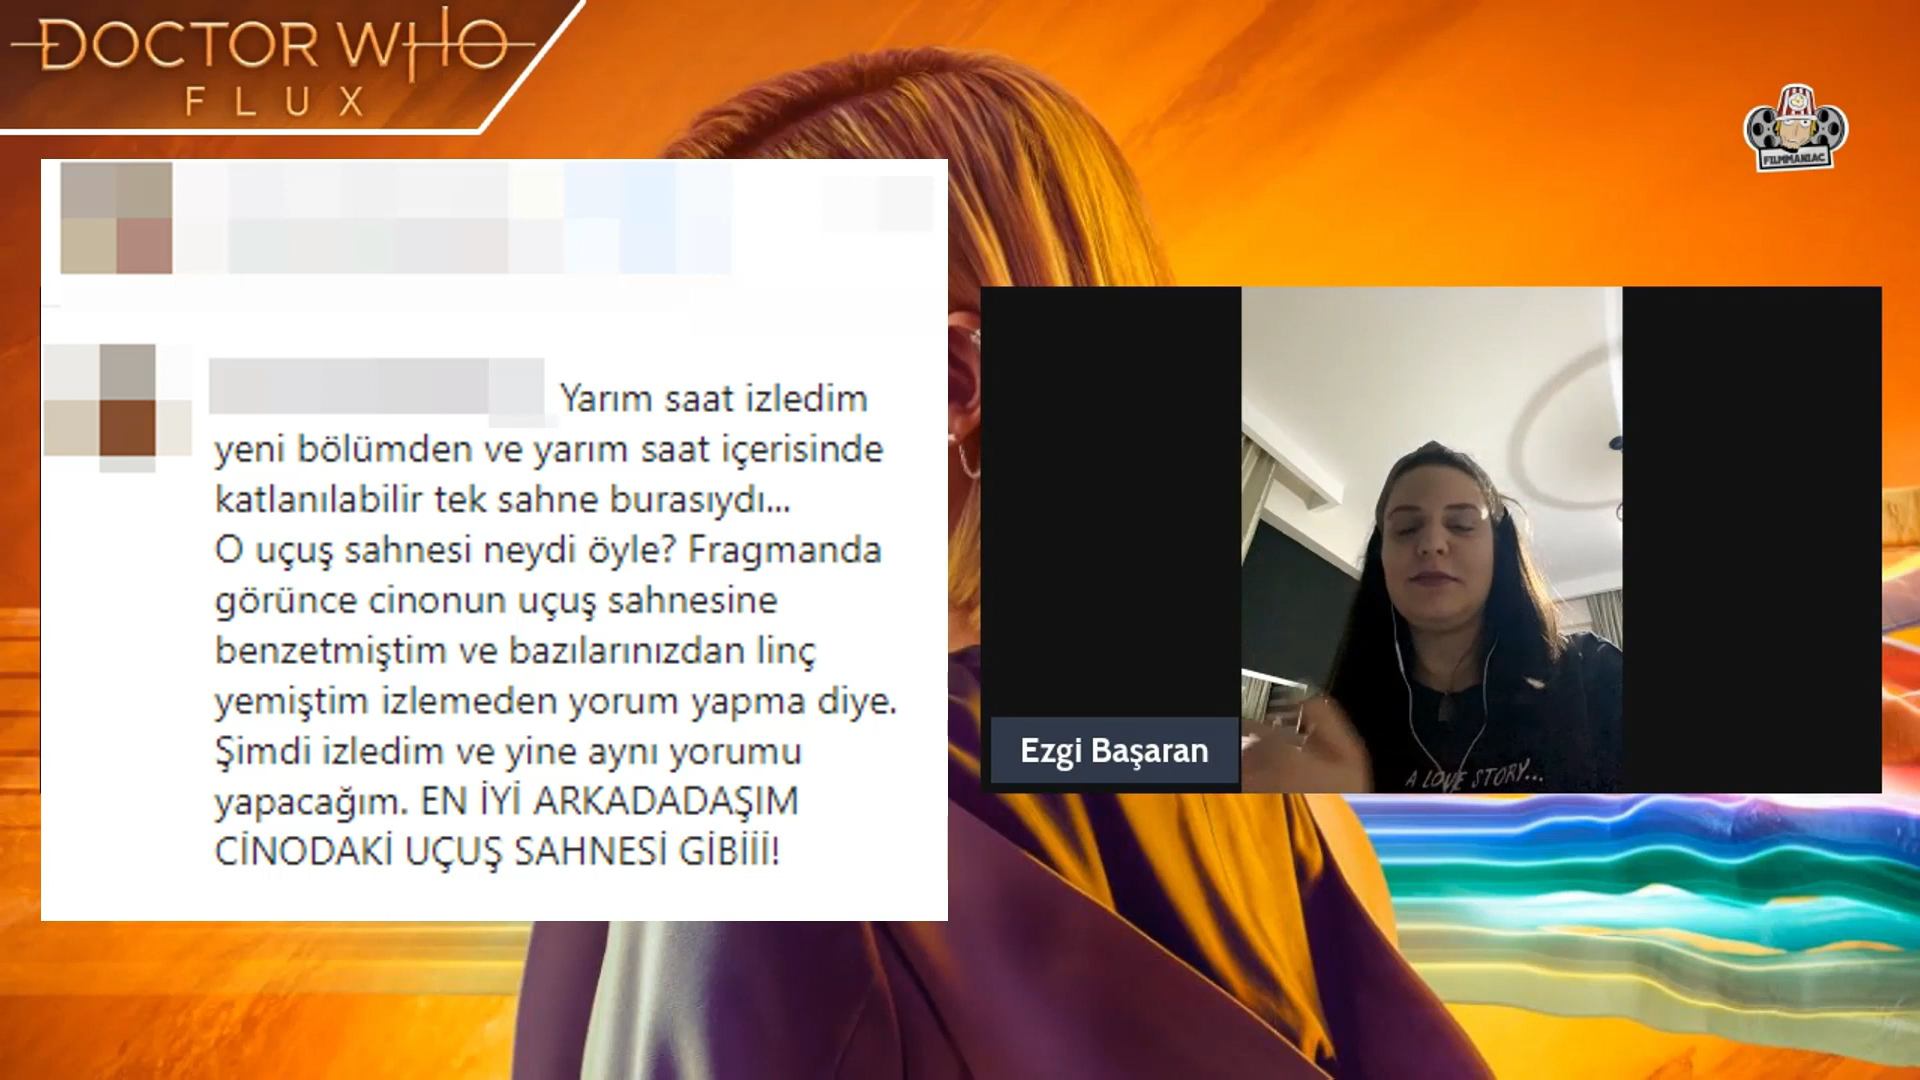 DOCTOR WHO
FLUX
FILMMANIAC
Yarım saat izledim
yeni bölümden ve yarım saat içerisinde
katlanılabilir tek sahne burasıydı...
O uçuş sahnesi neydi öyle? Fragmanda
görünce cinonun uçuş sahnesine
benzetmiştim ve bazılarınızdan linç
yemiştim izlemeden yorum yapma diye.
Şimdi izledim ve yine aynı yorumu
yapacağım. EN İYİ ARKADADAŞIM
CİNODAKİ UÇUŞ SAHNESİ GİBİİİ!
Ezgi Başaran
A LOVE STORY...